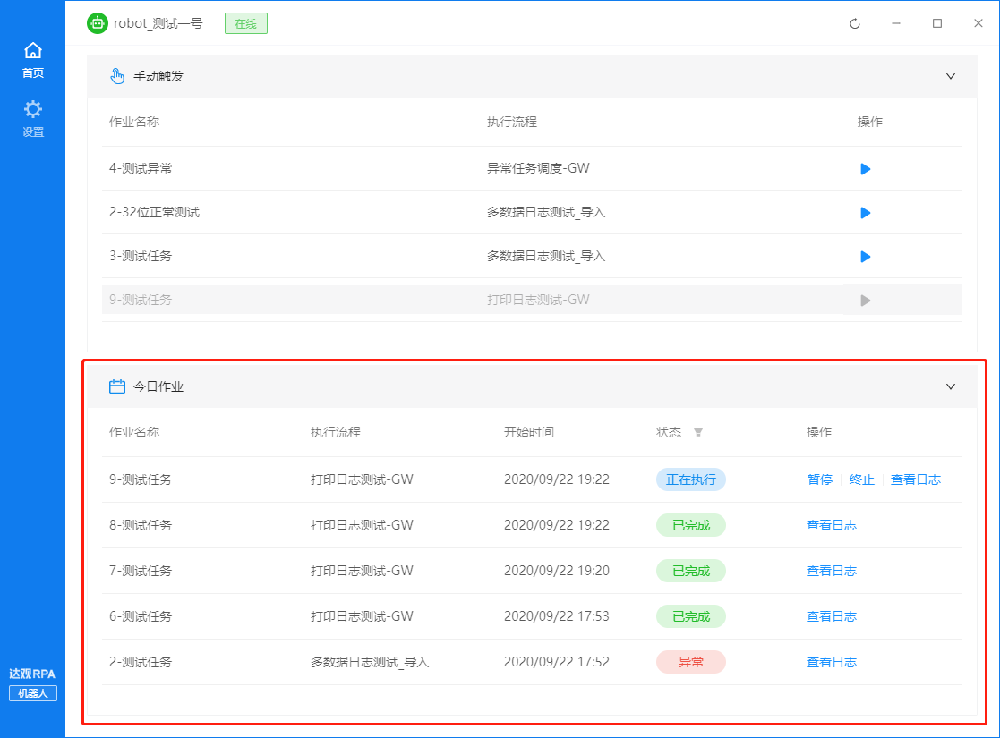 robot_测试一号 在线
首页
设置
手动触发
作业名称 执行流程 操作
4-测试异常 异常任务调度-GW
2-32位正常测试 多数据日志测试_导入
3-测试任务 多数据日志测试_导入
9-测试任务 打印日志测试-GW
今日作业
作业名称 执行流程 开始时间 状态 操作
9-测试任务 打印日志测试-GW 2020/09/22 19:22 正在执行 暂停 终止 查看日志
8-测试任务 打印日志测试-GW 2020/09/22 19:22 已完成 查看日志
7-测试任务 打印日志测试-GW 2020/09/22 19:20 已完成 查看日志
6-测试任务 打印日志测试-GW 2020/09/22 17:53 已完成 查看日志
2-测试任务 多数据日志测试_导入 2020/09/22 17:52 异常 查看日志
达观RPA
机器人